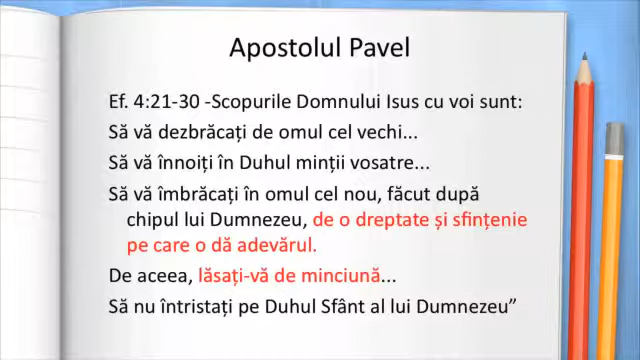 Apostolul Pavel
Ef. 4:21-30 -Scopurile Domnului Isus cu voi sunt:
Să vă dezbrăcați de omul cel vechi...
Să vă înnoiți în Duhul minții vosatre...
Să vă îmbrăcați în omul cel nou, făcut după
chipul lui Dumnezeu, de o dreptate și sfințenie
pe care o dă adevărul.
De aceea, lăsați-vă de minciună...
Să nu întristați pe Duhul Sfânt al lui Dumnezeu”